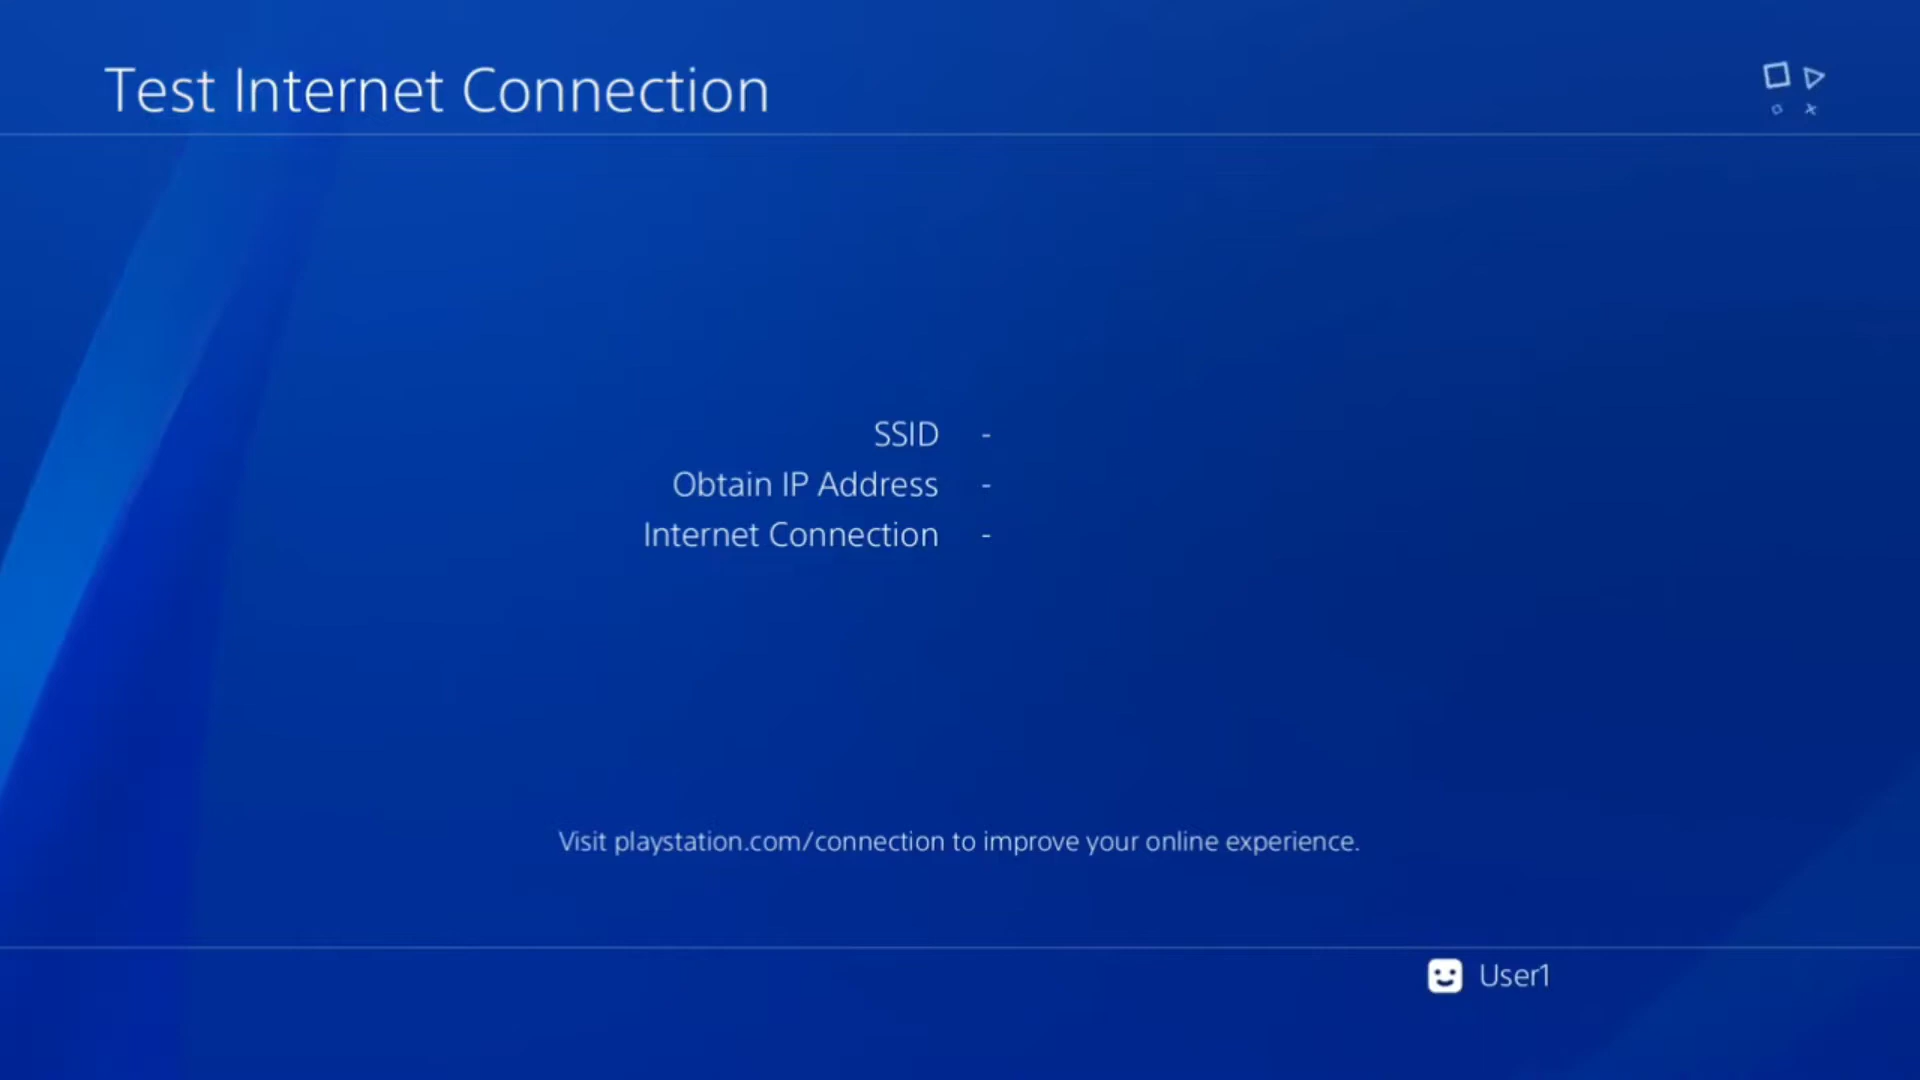 Test Internet Connection
SSID -
Obtain IP Address -
Internet Connection -
Visit playstation.com/connection to improve your online experience.
User1